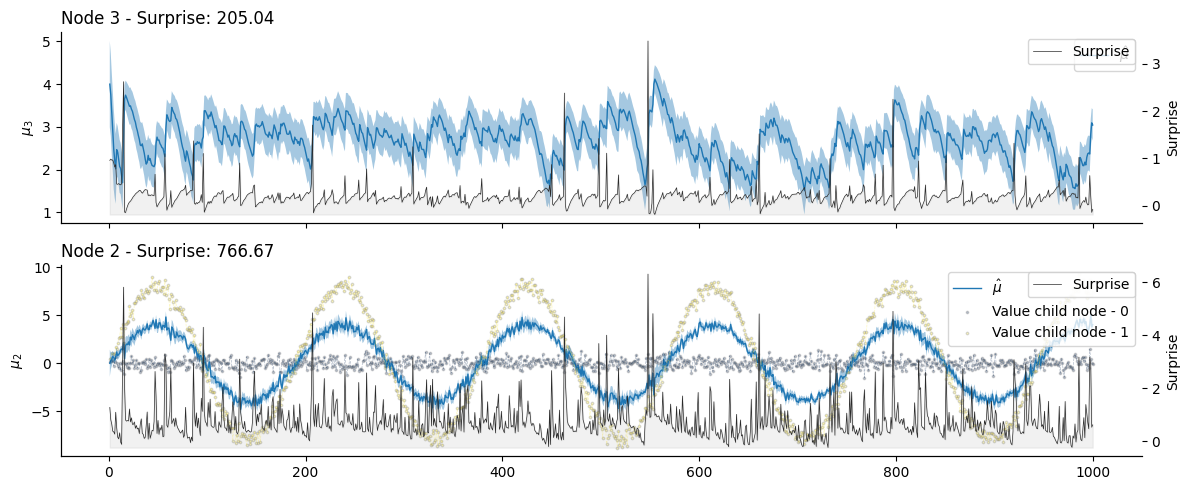 Node 3 - Surprise: 205.04
5
4
3
2
1
μ₃
Surprise
3
2
1
0
Surprise
Node 2 - Surprise: 766.67
10
5
0
−5
μ₂
μ̂
Value child node - 0
Value child node - 1
Surprise
6
4
2
0
Surprise
0
200
400
600
800
1000